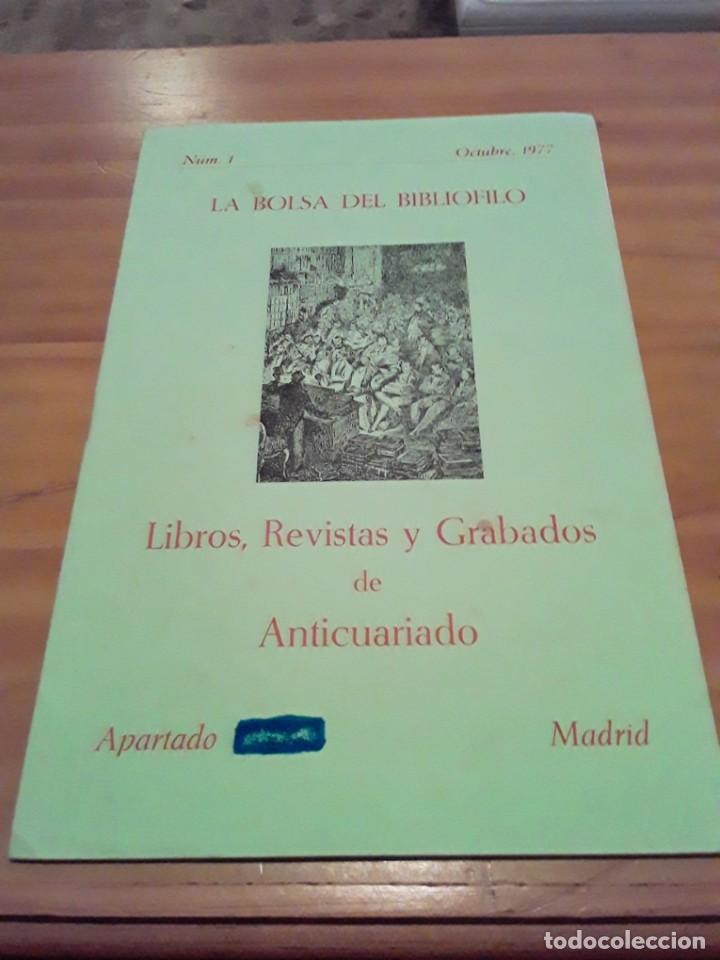 Num. 1 Octubre, 1977
LA BOLSA DEL BIBLIOFILO
Libros, Revistas y Grabados
de
Anticuariado
Apartado Madrid
todocoleccion